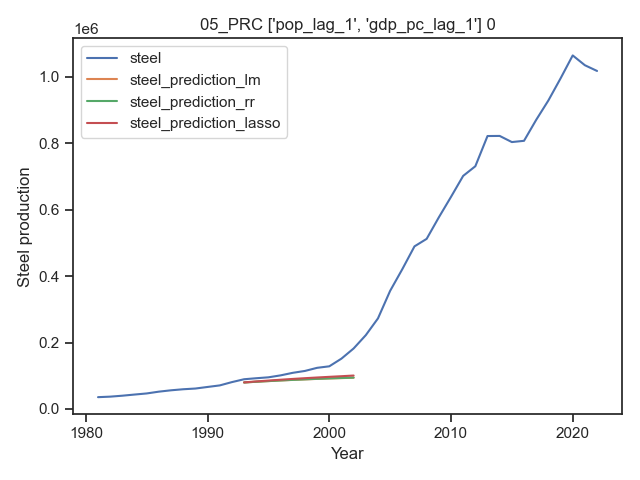 05_PRC ['pop_lag_1', 'gdp_pc_lag_1'] 0
1e6
steel
steel_prediction_lm
steel_prediction_rr
steel_prediction_lasso
1.0
0.8
0.6
0.4
0.2
0.0
Steel production
1980 1990 2000 2010 2020
Year